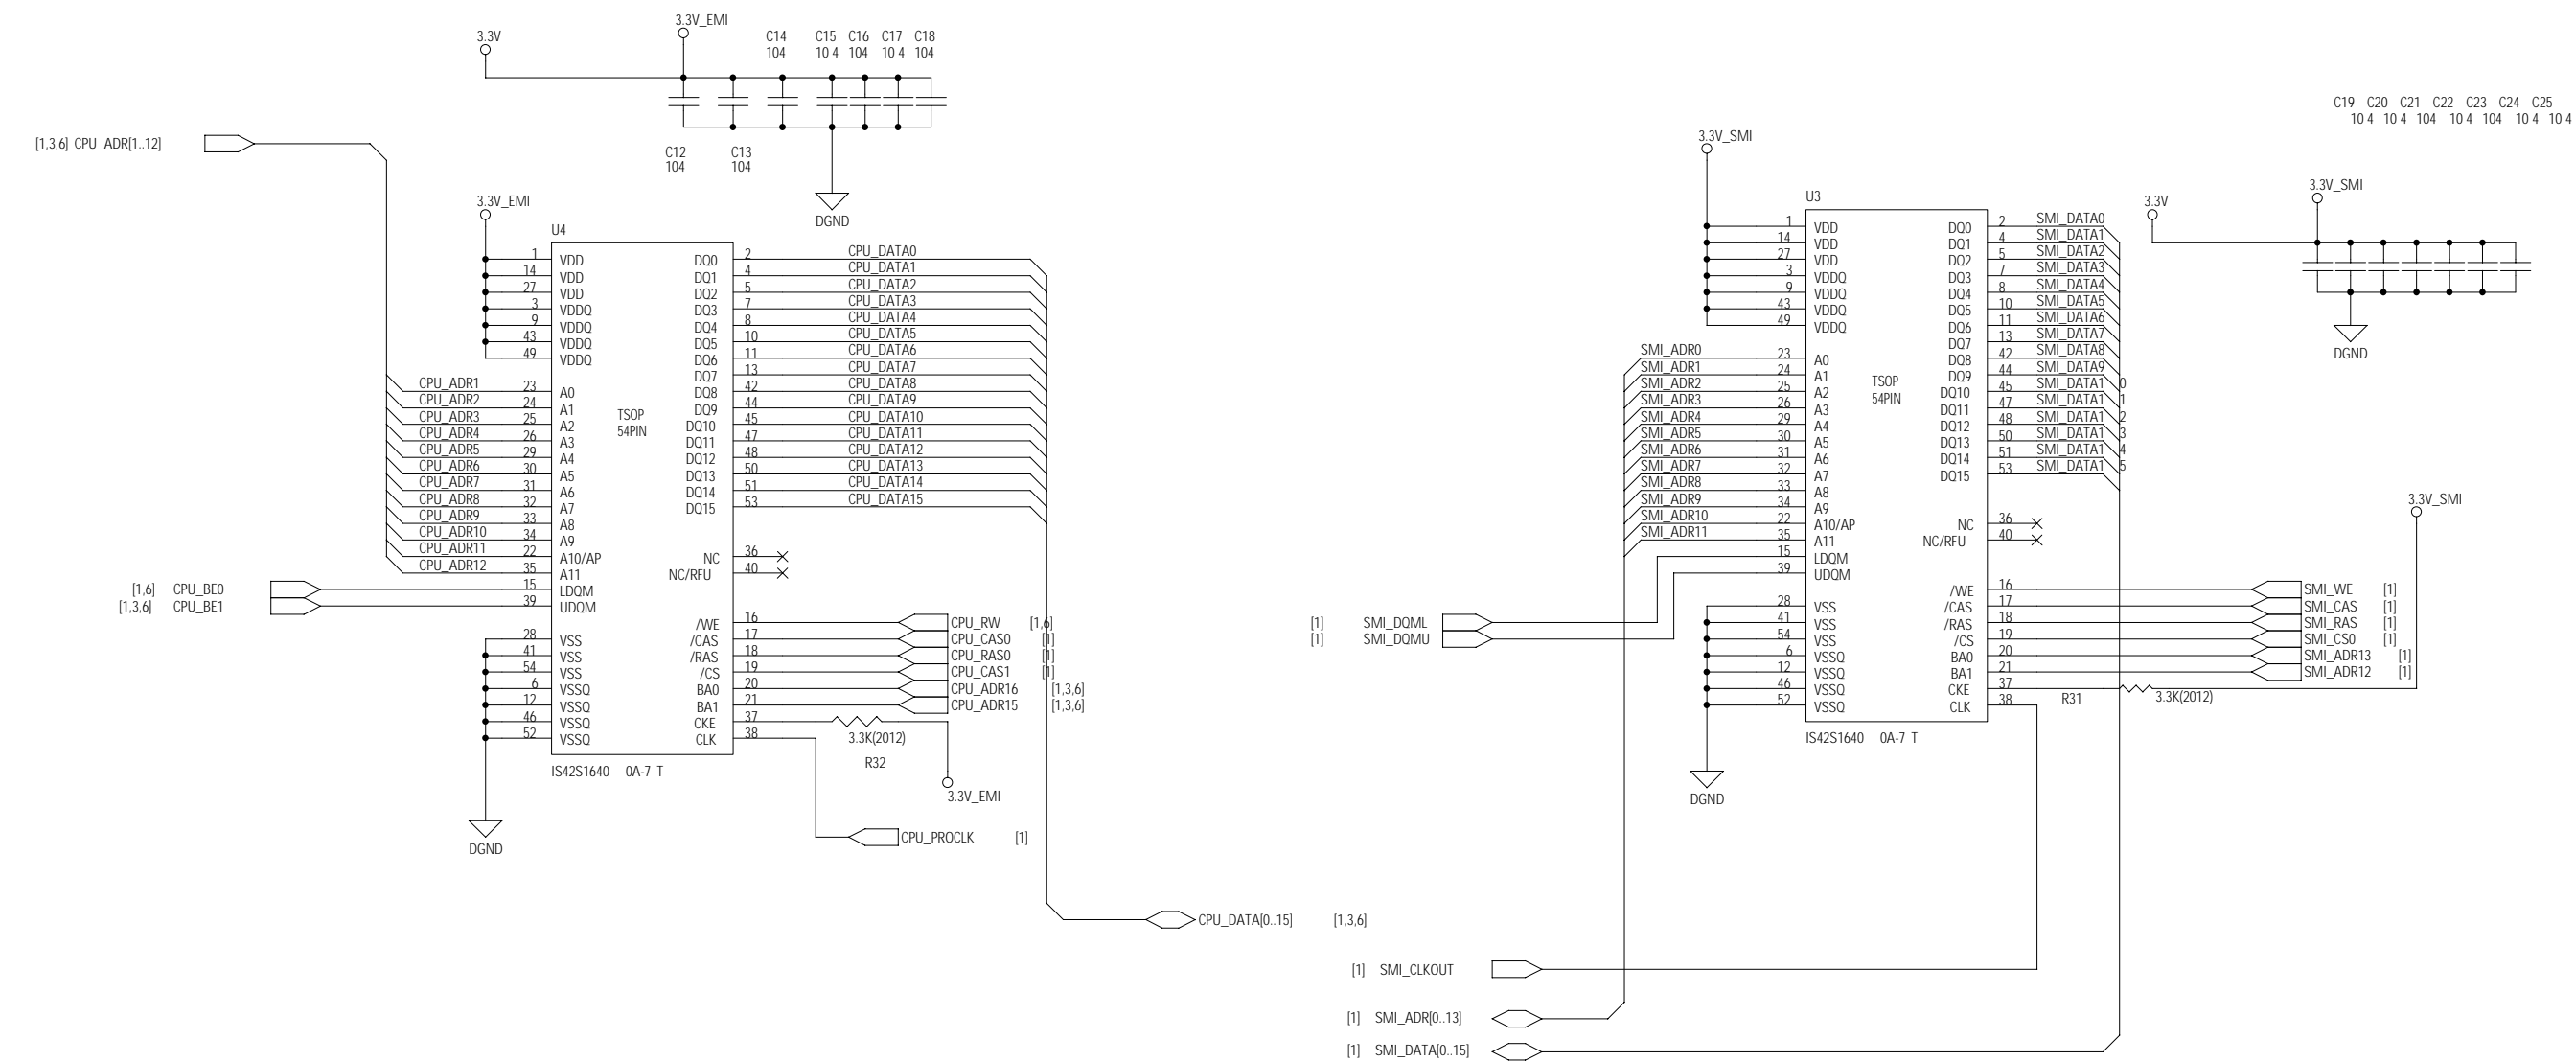 3.3V
3.3V_EMI
C14 C15 C16 C17 C18
104 10 4 104 10 4 104
C12 C13
104 104
DGND
[1,3,6] CPU_ADR[1..12]
3.3V_EMI
U4
1 VDD DQ0 2 CPU_DATA0
14 VDD DQ1 4 CPU_DATA1
27 VDD DQ2 5 CPU_DATA2
3 VDDQ DQ3 7 CPU_DATA3
9 VDDQ DQ4 8 CPU_DATA4
43 VDDQ DQ5 10 CPU_DATA5
49 VDDQ DQ6 11 CPU_DATA6
DQ7 13 CPU_DATA7
CPU_ADR1 23 A0 DQ8 42 CPU_DATA8
CPU_ADR2 24 A1 DQ9 44 CPU_DATA9
CPU_ADR3 25 A2 DQ10 45 CPU_DATA10
CPU_ADR4 26 A3 DQ11 47 CPU_DATA11
CPU_ADR5 29 A4 DQ12 48 CPU_DATA12
CPU_ADR6 30 A5 DQ13 50 CPU_DATA13
CPU_ADR7 31 A6 DQ14 51 CPU_DATA14
CPU_ADR8 32 A7 DQ15 53 CPU_DATA15
CPU_ADR9 33 A8
CPU_ADR10 34 A9
CPU_ADR11 22 A10/AP NC 36
CPU_ADR12 35 A11 NC/RFU 40
TSOP
54PIN
[1,6] CPU_BE0 15 LDQM
[1,3,6] CPU_BE1 39 UDQM
/WE 16 CPU_RW [1,6]
28 VSS /CAS 17 CPU_CAS0 [1]
41 VSS /RAS 18 CPU_RAS0 [1]
54 VSS /CS 19 CPU_CAS1 [1]
6 VSSQ BA0 20 CPU_ADR16 [1,3,6]
12 VSSQ BA1 21 CPU_ADR15 [1,3,6]
46 VSSQ CKE 37
52 VSSQ CLK 38
3.3K(2012)
R32
IS42S1640 0A-7 T
3.3V_EMI
DGND
CPU_PROCLK [1]
CPU_DATA[0..15] [1,3,6]
C19 C20 C21 C22 C23 C24 C25
10 4 10 4 104 10 4 104 10 4 10 4
3.3V_SMI
3.3V
3.3V_SMI
DGND
U3
1 VDD DQ0 2 SMI_DATA0
14 VDD DQ1 4 SMI_DATA1
27 VDD DQ2 5 SMI_DATA2
3 VDDQ DQ3 7 SMI_DATA3
9 VDDQ DQ4 8 SMI_DATA4
43 VDDQ DQ5 10 SMI_DATA5
49 VDDQ DQ6 11 SMI_DATA6
DQ7 13 SMI_DATA7
SMI_ADR0 23 A0 DQ8 42 SMI_DATA8
SMI_ADR1 24 A1 DQ9 44 SMI_DATA9
SMI_ADR2 25 A2 DQ10 45 SMI_DATA1 0
SMI_ADR3 26 A3 DQ11 47 SMI_DATA1 1
SMI_ADR4 29 A4 DQ12 48 SMI_DATA1 2
SMI_ADR5 30 A5 DQ13 50 SMI_DATA1 3
SMI_ADR6 31 A6 DQ14 51 SMI_DATA1 4
SMI_ADR7 32 A7 DQ15 53 SMI_DATA1 5
SMI_ADR8 33 A8
SMI_ADR9 34 A9
SMI_ADR10 22 A10/AP NC 36
SMI_ADR11 35 A11 NC/RFU 40
15 LDQM
39 UDQM
TSOP
54PIN
3.3V_SMI
/WE 16 SMI_WE [1]
28 VSS /CAS 17 SMI_CAS [1]
41 VSS /RAS 18 SMI_RAS [1]
54 VSS /CS 19 SMI_CS0 [1]
6 VSSQ BA0 20 SMI_ADR13 [1]
12 VSSQ BA1 21 SMI_ADR12 [1]
46 VSSQ CKE 37
52 VSSQ CLK 38
R31 3.3K(2012)
[1] SMI_DQML
[1] SMI_DQMU
IS42S1640 0A-7 T
DGND
[1] SMI_CLKOUT
[1] SMI_ADR[0..13]
[1] SMI_DATA[0..15]